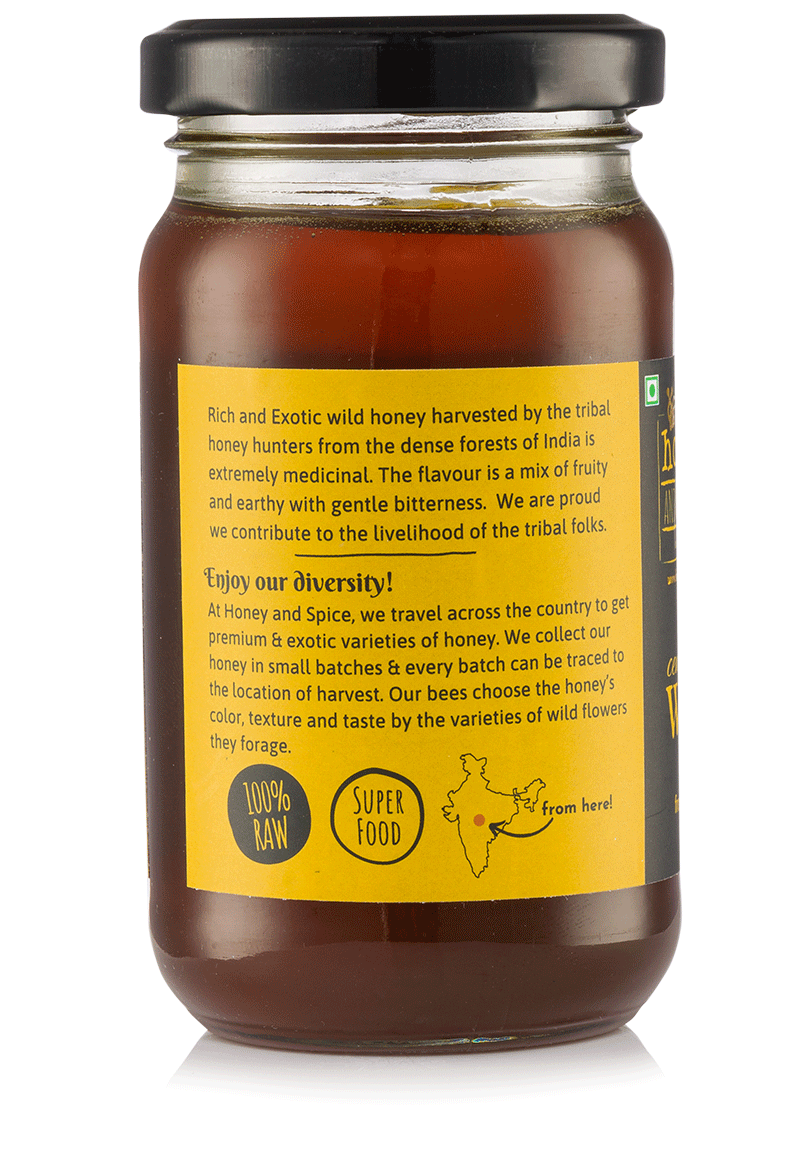 Rich and Exotic wild honey harvested by the tribal
honey hunters from the dense forests of India is
extremely medicinal. The flavour is a mix of fruity
and earthy with gentle bitterness. We are proud
we contribute to the livelihood of the tribal folks.
Enjoy our diversity!
At Honey and Spice, we travel across the country to get
premium & exotic varieties of honey. We collect our
honey in small batches & every batch can be traced to
the location of harvest. Our bees choose the honey's
color, texture and taste by the varieties of wild flowers
they forage.
100%
RAW
SUPER
FOOD
from here!